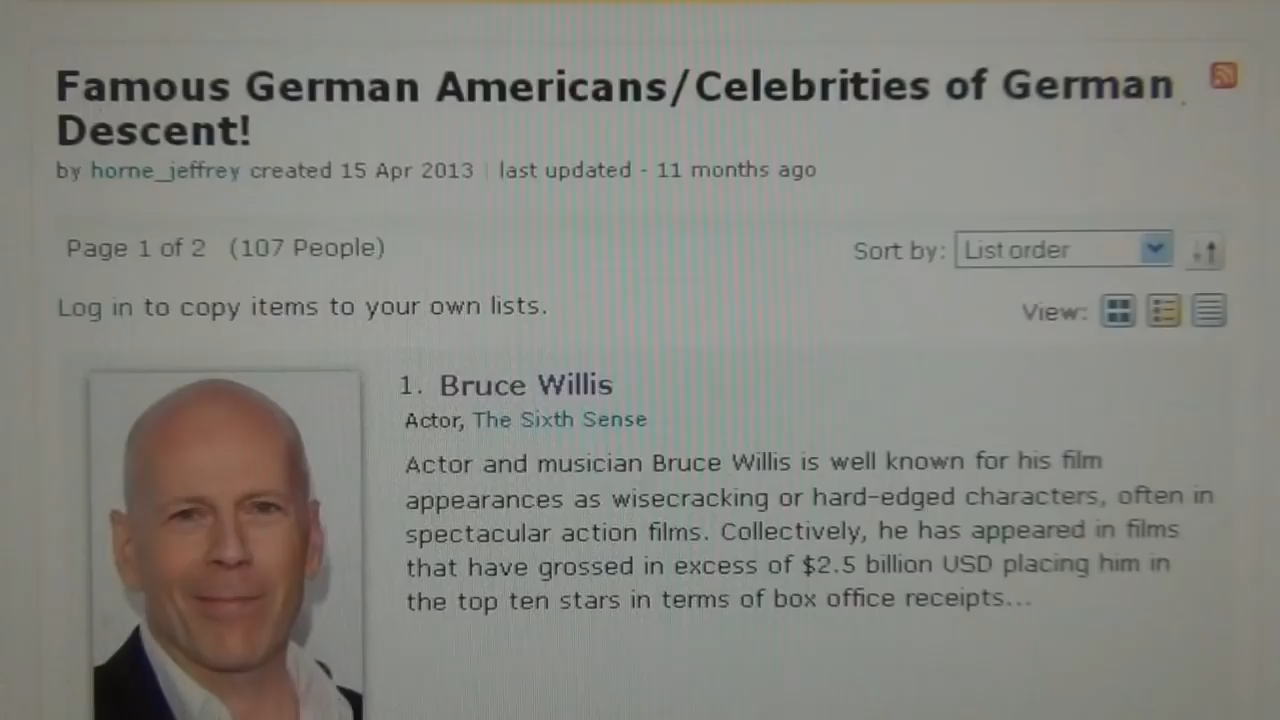 Famous German Americans/Celebrities of German
Descent!
by horne_jeffrey created 15 Apr 2013 | last updated - 11 months ago
Page 1 of 2 (107 People)
Sort by: List order
Log in to copy items to your own lists.
View:
1. Bruce Willis
Actor, The Sixth Sense
Actor and musician Bruce Willis is well known for his film
appearances as wisecracking or hard-edged characters, often in
spectacular action films. Collectively, he has appeared in films
that have grossed in excess of $2.5 billion USD placing him in
the top ten stars in terms of box office receipts...